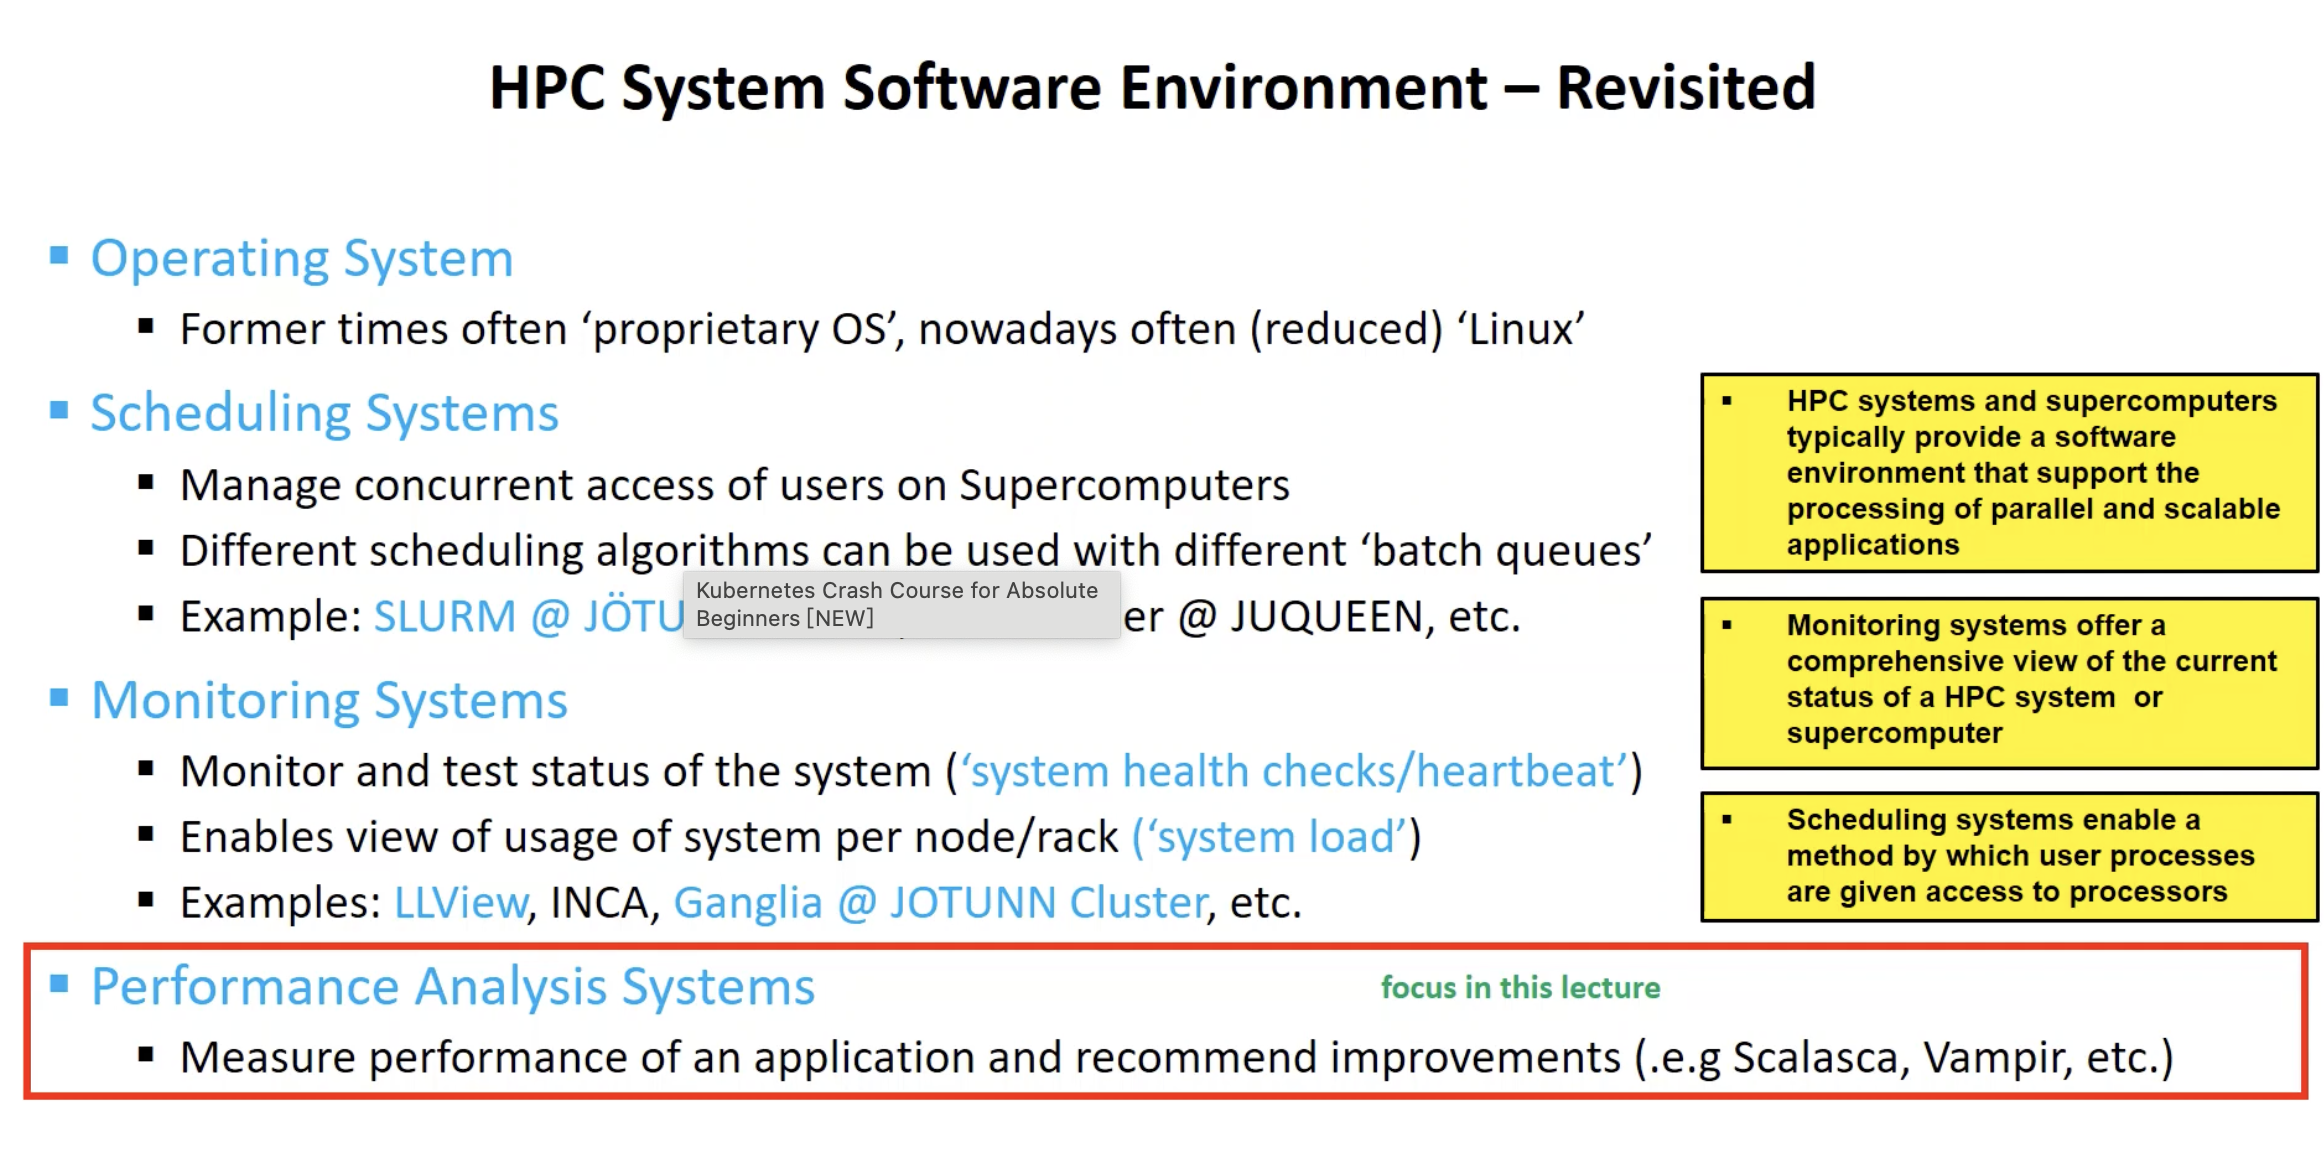 HPC System Software Environment – Revisited
▪ Operating System
▪ Former times often ‘proprietary OS’, nowadays often (reduced) ‘Linux’
▪ Scheduling Systems
▪ Manage concurrent access of users on Supercomputers
▪ Different scheduling algorithms can be used with different ‘batch queues’
▪ Example: SLURM @ JÖTU er @ JUQUEEN, etc.
Kubernetes Crash Course for Absolute
Beginners [NEW]
▪ Monitoring Systems
▪ Monitor and test status of the system (‘system health checks/heartbeat’)
▪ Enables view of usage of system per node/rack (‘system load’)
▪ Examples: LLView, INCA, Ganglia @ JOTUNN Cluster, etc.
▪ HPC systems and supercomputers
typically provide a software
environment that support the
processing of parallel and scalable
applications
▪ Monitoring systems offer a
comprehensive view of the current
status of a HPC system or
supercomputer
▪ Scheduling systems enable a
method by which user processes
are given access to processors
▪ Performance Analysis Systems
focus in this lecture
▪ Measure performance of an application and recommend improvements (.e.g Scalasca, Vampir, etc.)